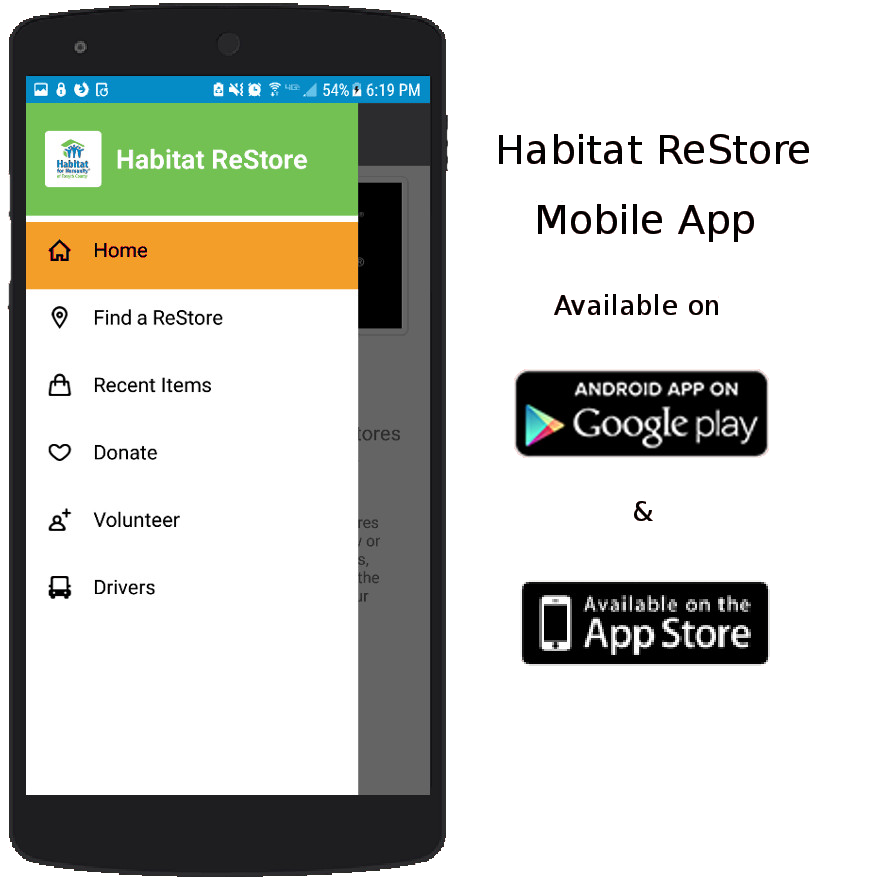 54% 6:19 PM
Habitat
for Humanity®
Habitat ReStore
Home
Find a ReStore
Recent Items
Donate
Volunteer
Drivers
®
®
tores
res
or
s,
the
ur
Habitat ReStore
Mobile App
Available on
ANDROID APP ON
Google play
&
Available on the
App Store